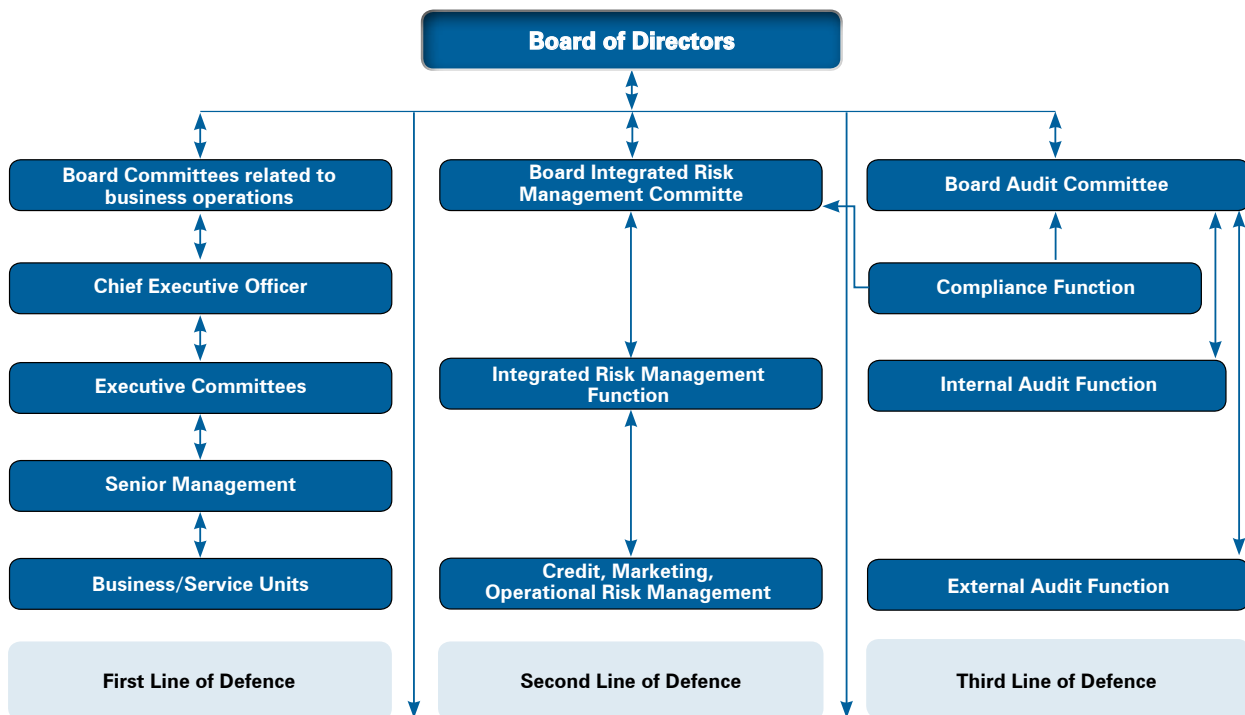 Board of Directors
Board Committees related to
business operations
Chief Executive Officer
Executive Committees
Senior Management
Business/Service Units
First Line of Defence
Board Integrated Risk
Management Committe
Integrated Risk Management
Function
Credit, Marketing,
Operational Risk Management
Second Line of Defence
Board Audit Committee
Compliance Function
Internal Audit Function
External Audit Function
Third Line of Defence